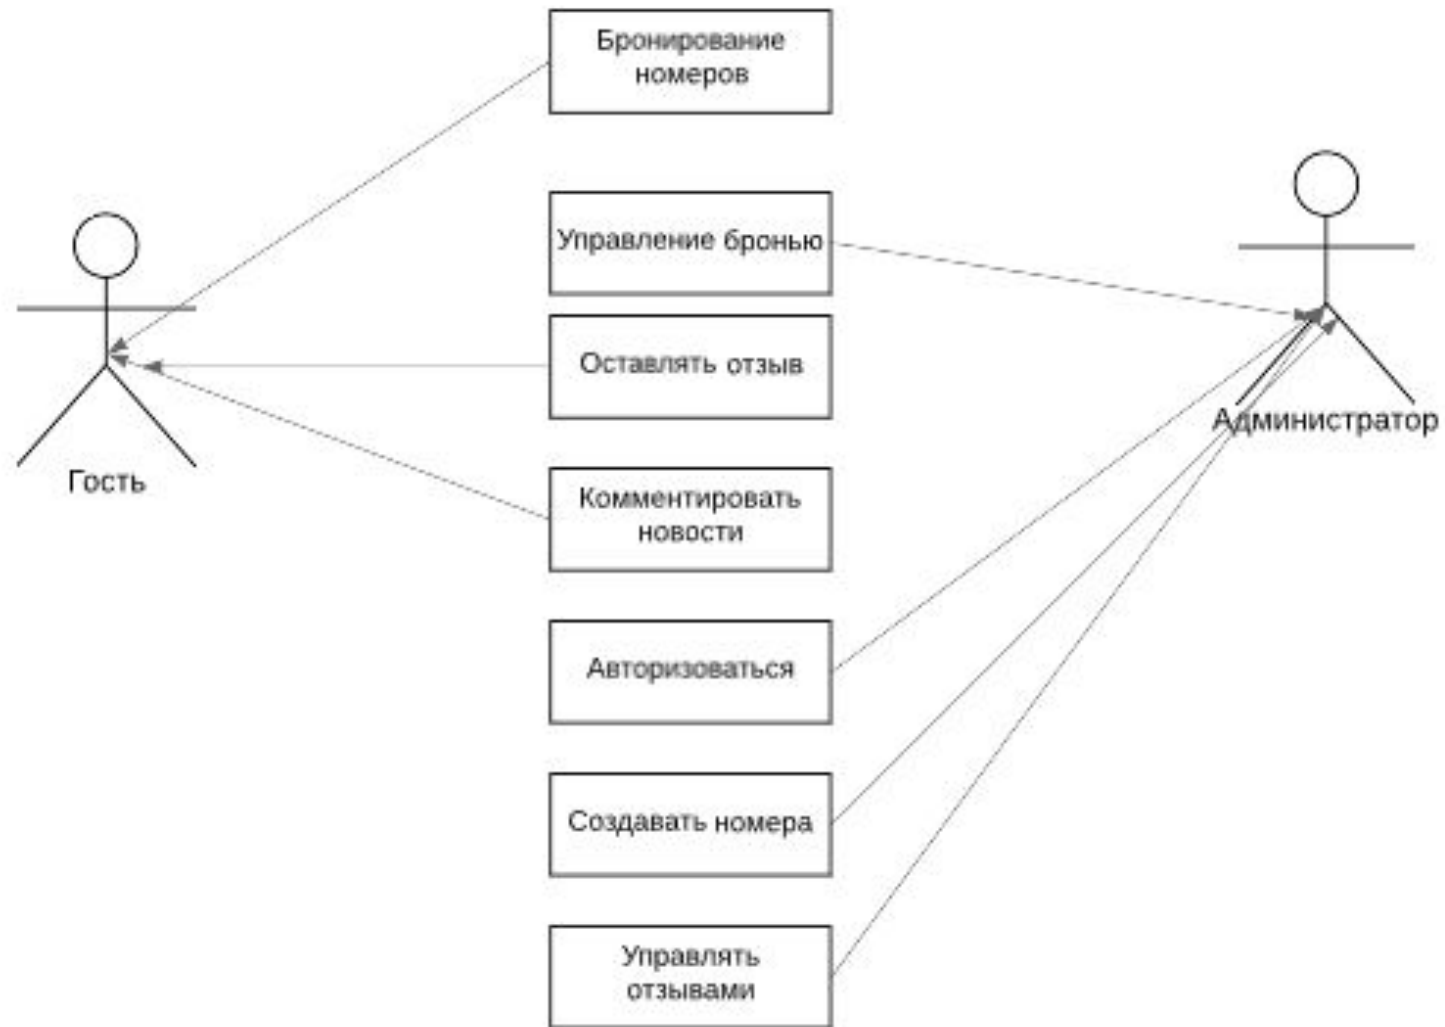 Бронирование
номеров
Управление бронью
Оставлять отзыв
Гость
Администратор
Комментировать
новости
Авторизоваться
Создавать номера
Управлять
отзывами